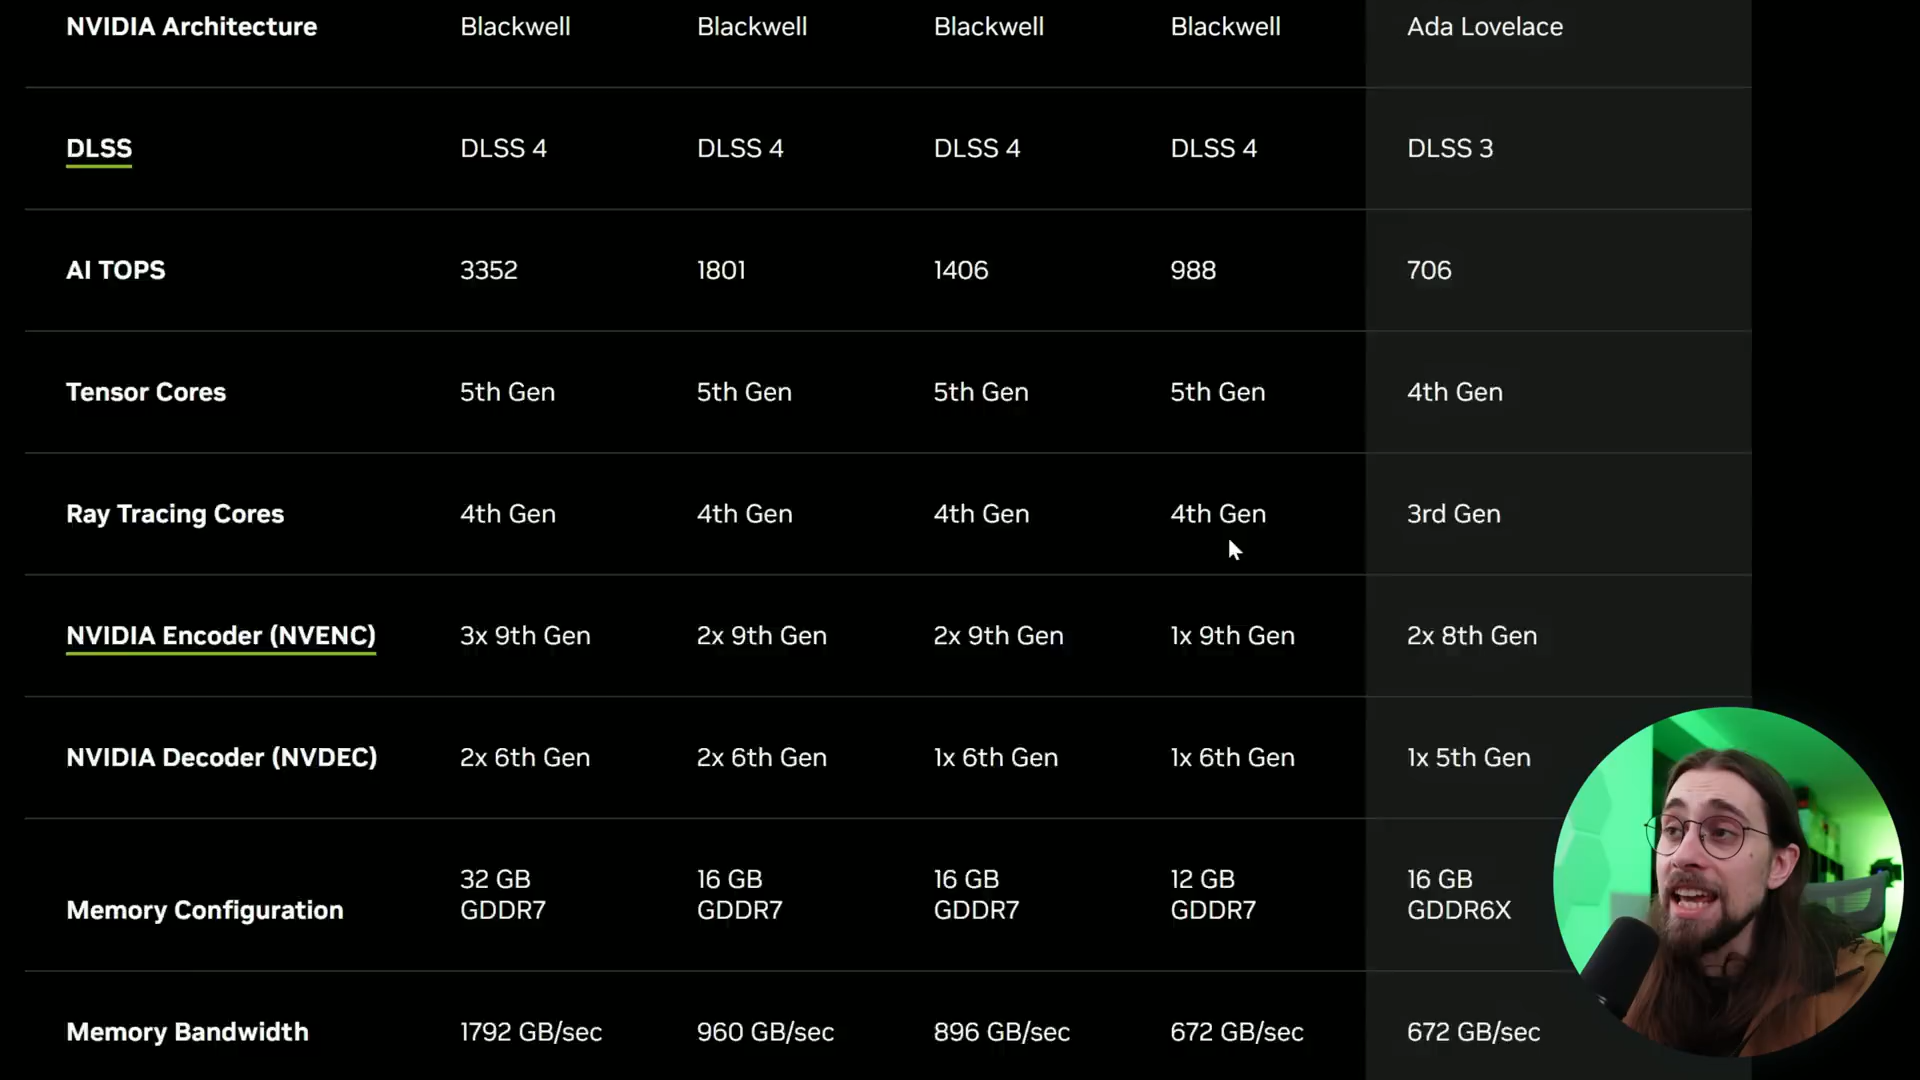 NVIDIA Architecture Blackwell Blackwell Blackwell Blackwell Ada Lovelace
DLSS DLSS 4 DLSS 4 DLSS 4 DLSS 4 DLSS 3
AI TOPS 3352 1801 1406 988 706
Tensor Cores 5th Gen 5th Gen 5th Gen 5th Gen 4th Gen
Ray Tracing Cores 4th Gen 4th Gen 4th Gen 4th Gen 3rd Gen
NVIDIA Encoder (NVENC) 3x 9th Gen 2x 9th Gen 2x 9th Gen 1x 9th Gen 2x 8th Gen
NVIDIA Decoder (NVDEC) 2x 6th Gen 2x 6th Gen 1x 6th Gen 1x 6th Gen 1x 5th Gen
Memory Configuration 32 GB GDDR7 16 GB GDDR7 16 GB GDDR7 12 GB GDDR7 16 GB GDDR6X
Memory Bandwidth 1792 GB/sec 960 GB/sec 896 GB/sec 672 GB/sec 672 GB/sec